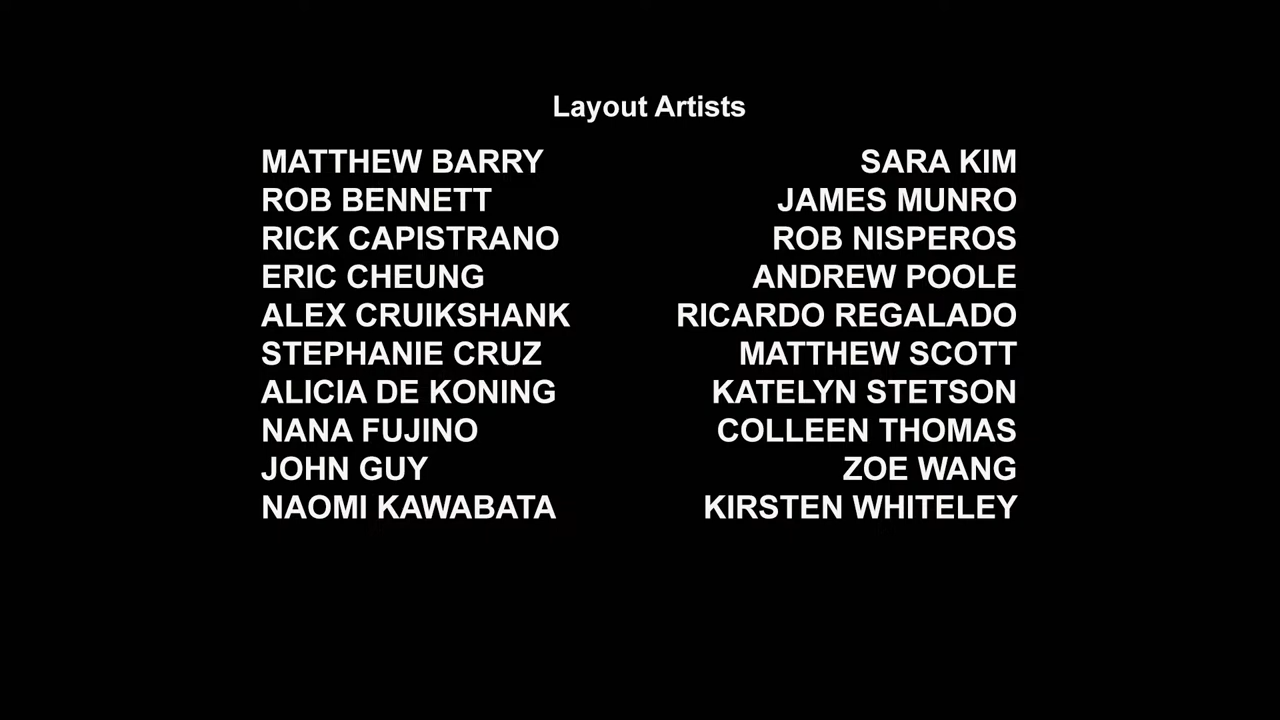 Layout Artists
MATTHEW BARRY SARA KIM
ROB BENNETT JAMES MUNRO
RICK CAPISTRANO ROB NISPEROS
ERIC CHEUNG ANDREW POOLE
ALEX CRUIKSHANK RICARDO REGALADO
STEPHANIE CRUZ MATTHEW SCOTT
ALICIA DE KONING KATELYN STETSON
NANA FUJINO COLLEEN THOMAS
JOHN GUY ZOE WANG
NAOMI KAWABATA KIRSTEN WHITELEY